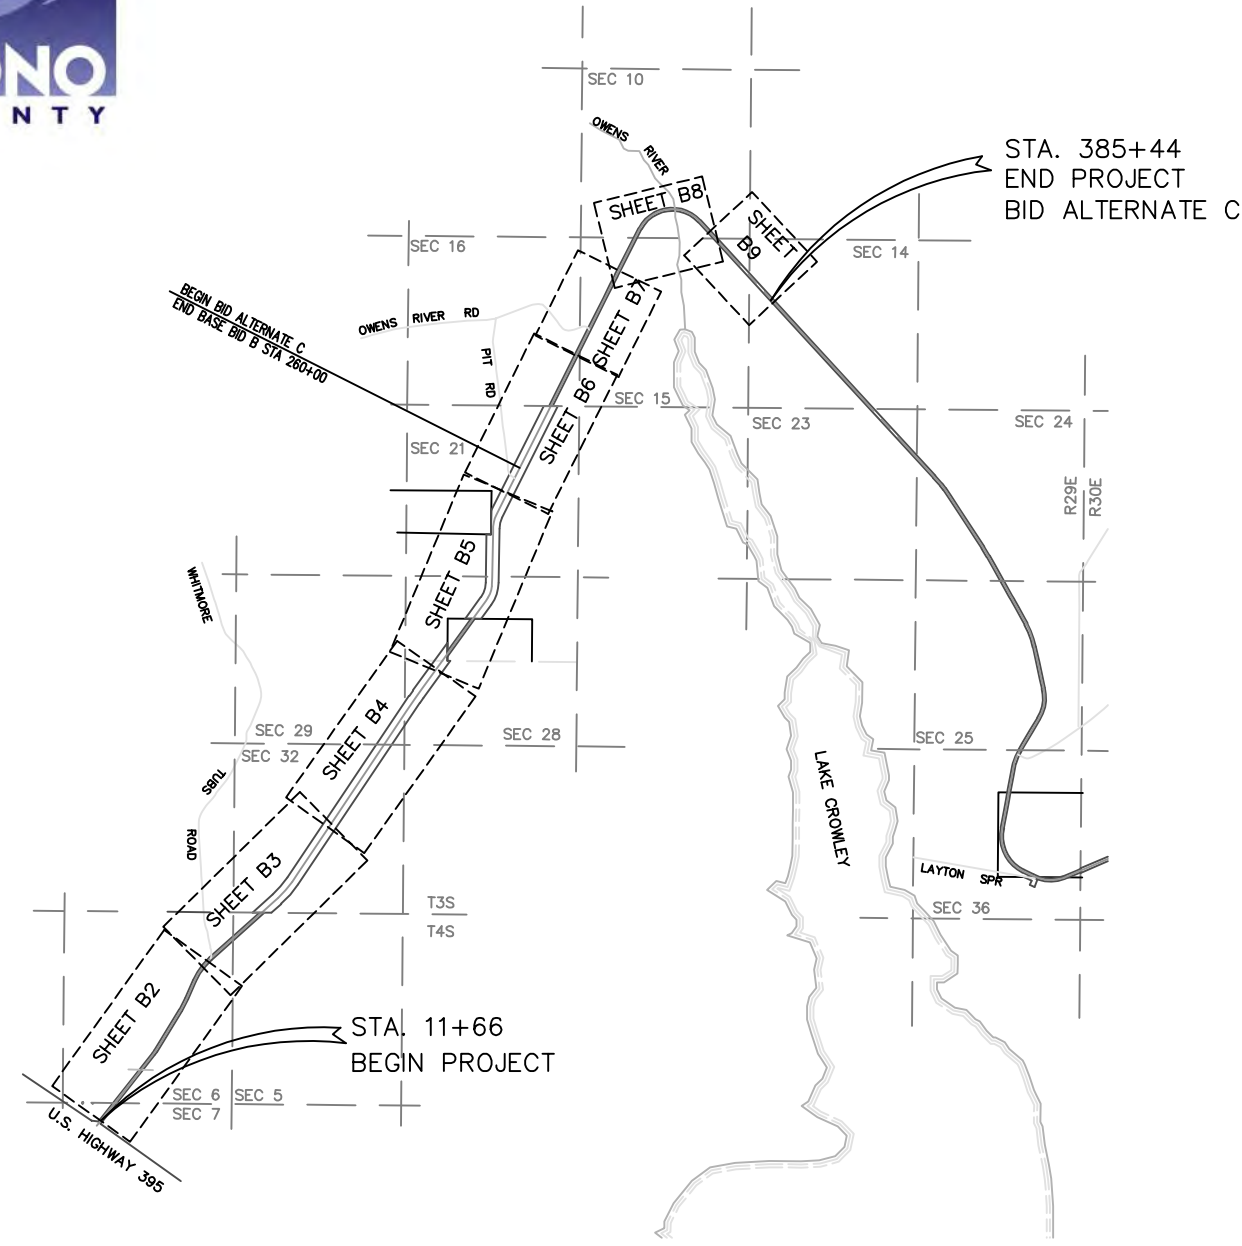 ONO
NTY
SEC 10
OWENS
RIVER
STA. 385+44
END PROJECT
BID ALTERNATE C
SHEET B8
SHEET
B9
SEC 16
SEC 14
BEGIN BID ALTERNATE C
END BASE BID B STA 260+00
OWENS RIVER RD
PIT RD
SHEET B7
SHEET B6
SEC 15
SEC 23
SEC 24
SEC 21
R29E
R30E
SHEET B5
WHITMORE
TUBS
ROAD
SHEET B4
SEC 29
SEC 32
SEC 28
SEC 25
LAKE CROWLEY
SHEET B3
LAYTON SPR
SEC 36
T3S
T4S
SHEET B2
STA. 11+66
BEGIN PROJECT
SEC 6
SEC 5
SEC 7
U.S. HIGHWAY 395